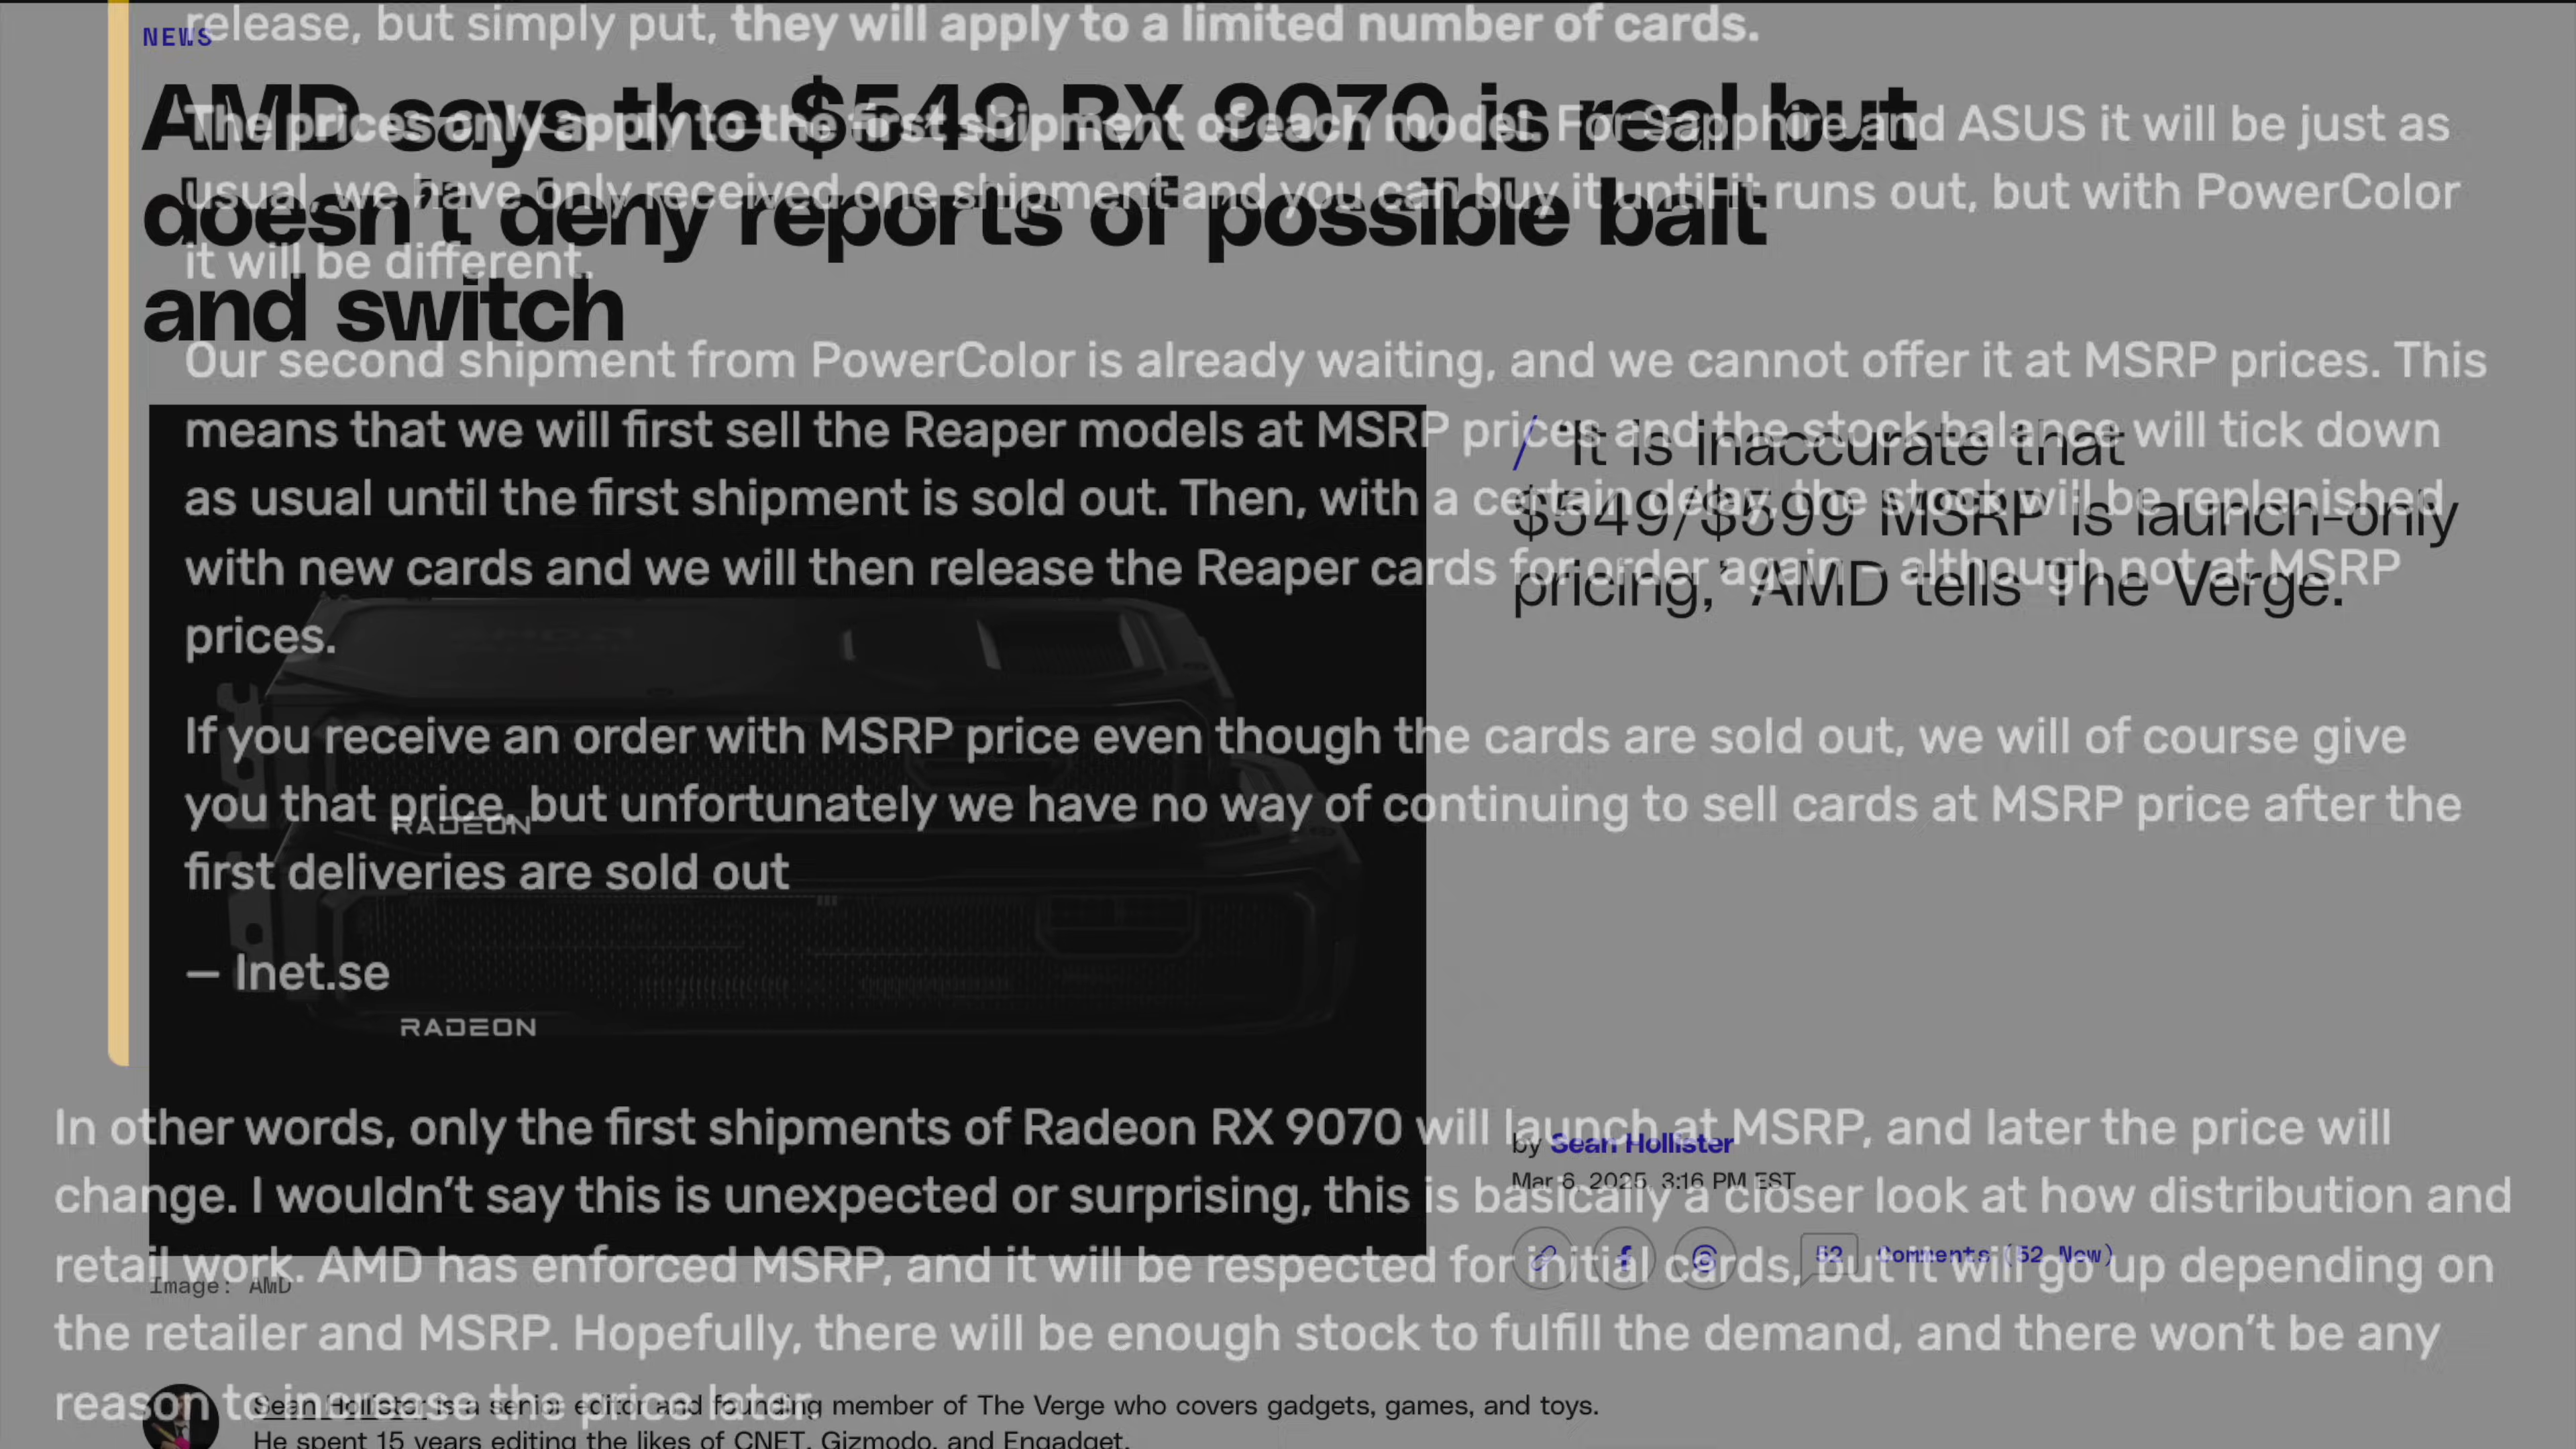 release, but simply put, they will apply to a limited number of cards.
The prices only apply to the first shipment of each model. For Sapphire and ASUS it will be just as
usual, we have only received one shipment and you can buy it until it runs out, but with PowerColor
it will be different.
Our second shipment from PowerColor is already waiting, and we cannot offer it at MSRP prices. This
means that we will first sell the Reaper models at MSRP prices and the stock balance will tick down
as usual until the first shipment is sold out. Then, with a certain delay, the stock will be replenished
with new cards and we will then release the Reaper cards for order again – although not at MSRP
prices.
If you receive an order with MSRP price even though the cards are sold out, we will of course give
you that price, but unfortunately we have no way of continuing to sell cards at MSRP price after the
first deliveries are sold out
— Inet.se
In other words, only the first shipments of Radeon RX 9070 will launch at MSRP, and later the price will
change. I wouldn't say this is unexpected or surprising, this is basically a closer look at how distribution and
retail work. AMD has enforced MSRP, and it will be respected for initial cards, but it will go up depending on
the retailer and MSRP. Hopefully, there will be enough stock to fulfill the demand, and there won't be any
reason to increase the price later.
NEWS
AMD says the $549 RX 9070 is real but
doesn't deny reports of possible bait
and switch
/ 'It is inaccurate that
$549/$599 MSRP is launch-only
pricing,' AMD tells The Verge.
RADEON
RADEON
by Sean Hollister
Mar 6, 2025, 3:16 PM EST
52 Comments (52 New)
Image: AMD
Sean Hollister is a senior editor and founding member of The Verge who covers gadgets, games, and toys.
He spent 15 years editing the likes of CNET, Gizmodo, and Engadget.